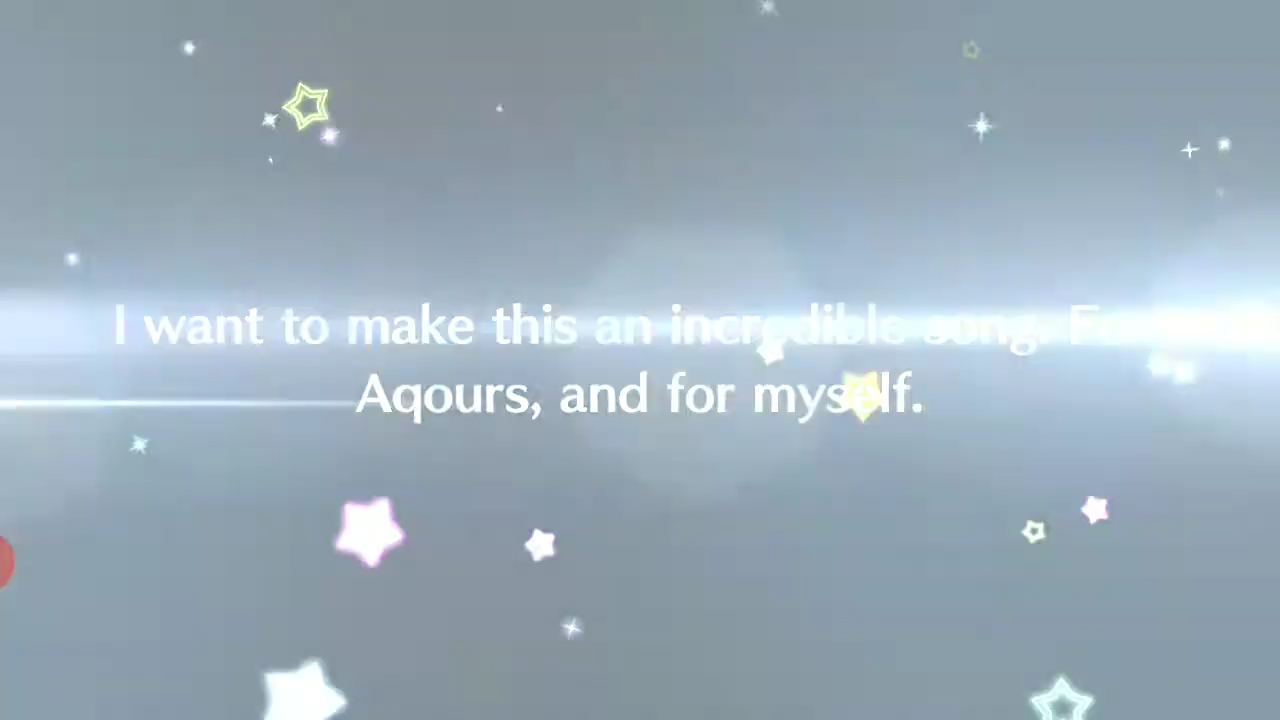 I want to make this an incredible song.
Aqours, and for myself.